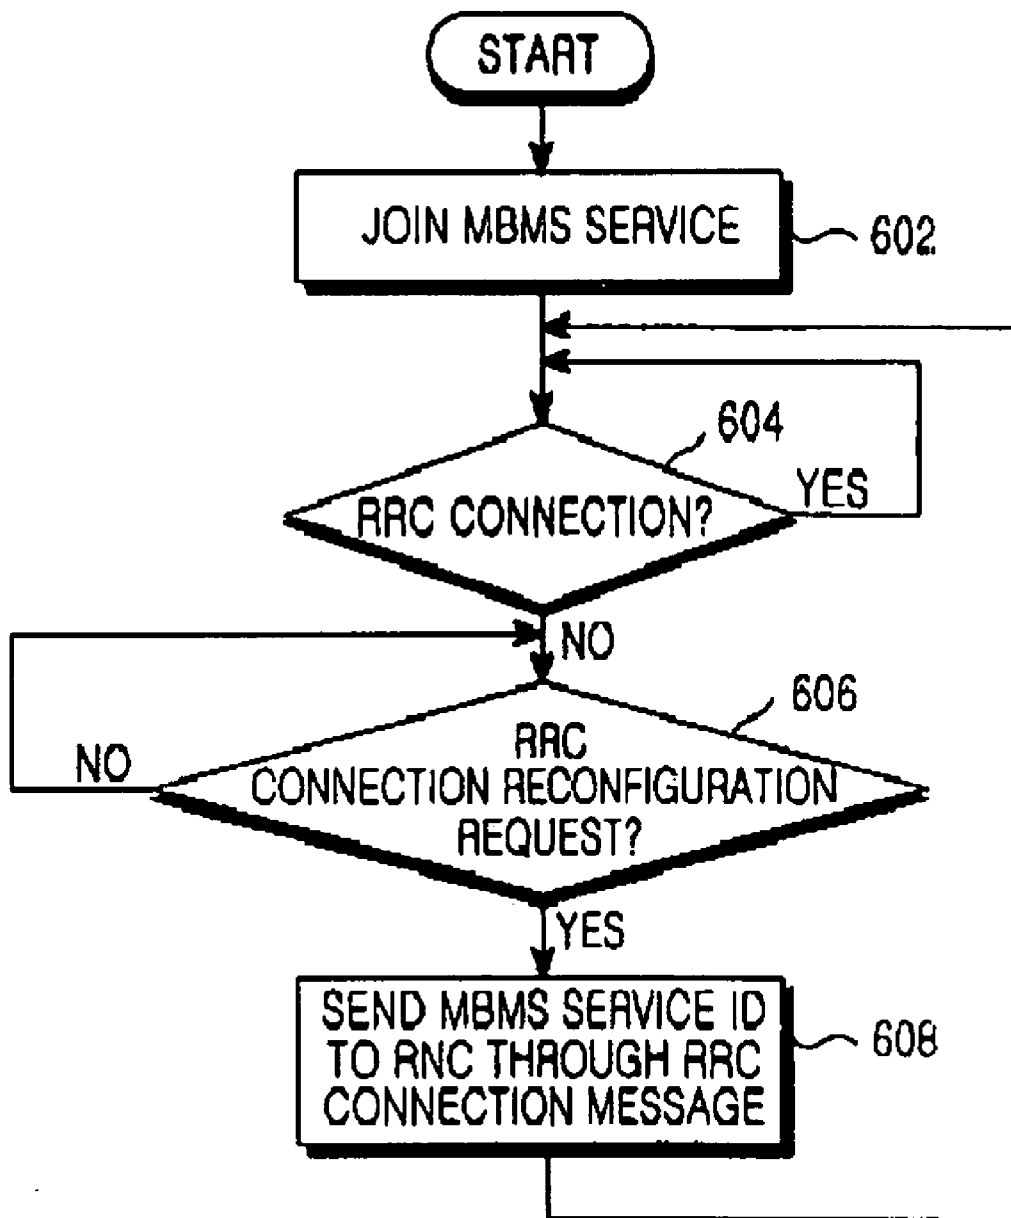 START
JOIN MBMS SERVICE
602
604
RRC CONNECTION?
YES
NO
606
NO
RRC
CONNECTION RECONFIGURATION
REQUEST?
YES
SEND MBMS SERVICE ID
TO RNC THROUGH RRC
CONNECTION MESSAGE
608